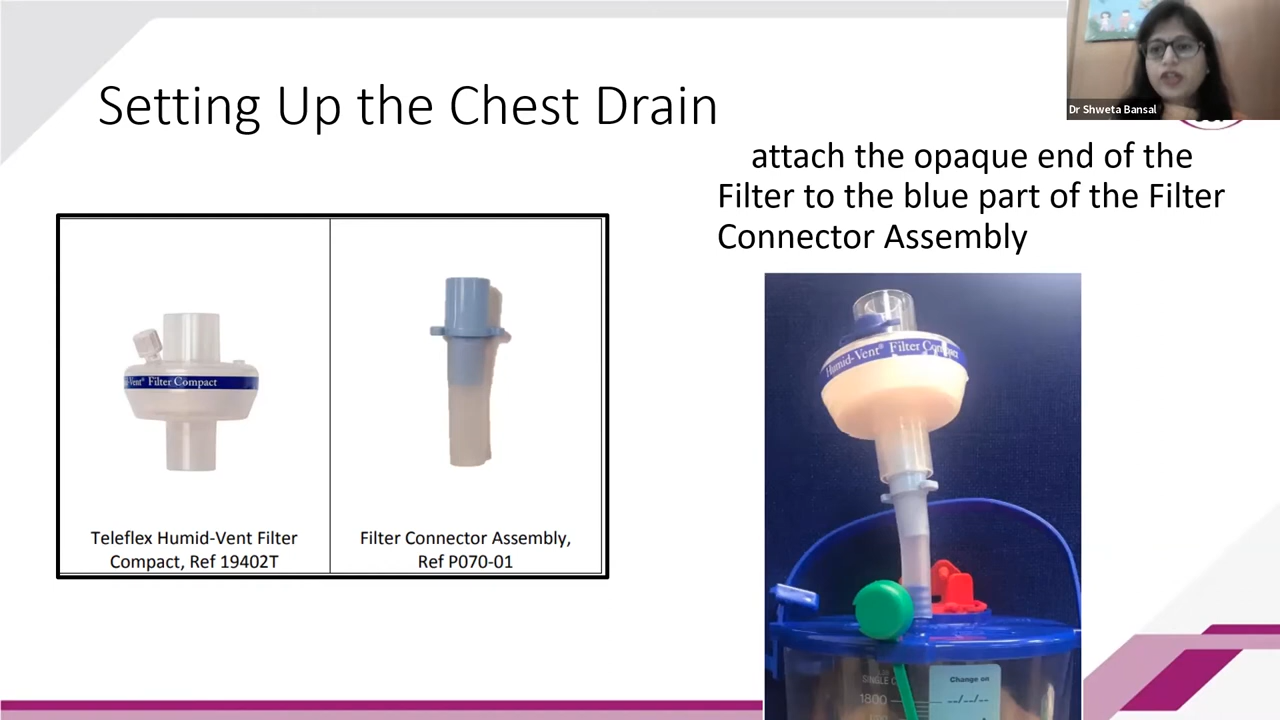 Dr Shweta Bansal
Setting Up the Chest Drain
attach the opaque end of the
Filter to the blue part of the Filter
Connector Assembly
Filter Compact
Teleflex Humid-Vent Filter
Compact, Ref 19402T
Filter Connector Assembly,
Ref P070-01
Humid-Vent® Filter Compact
SINGLE
Change on
--/--/--
1800